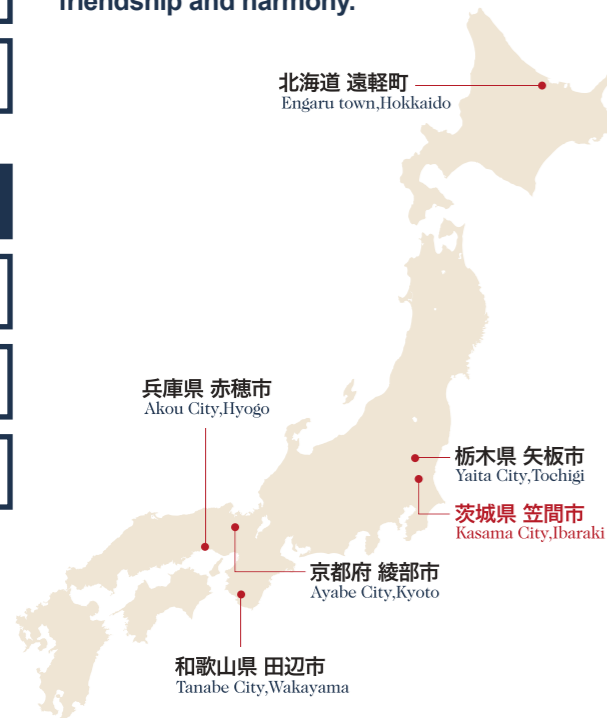 friendship and harmony.
北海道 遠軽町
Engaru town,Hokkaido
兵庫県 赤穂市
Akou City,Hyogo
栃木県 矢板市
Yaita City,Tochigi
茨城県 笠間市
Kasama City,Ibaraki
京都府 綾部市
Ayabe City,Kyoto
和歌山県 田辺市
Tanabe City,Wakayama